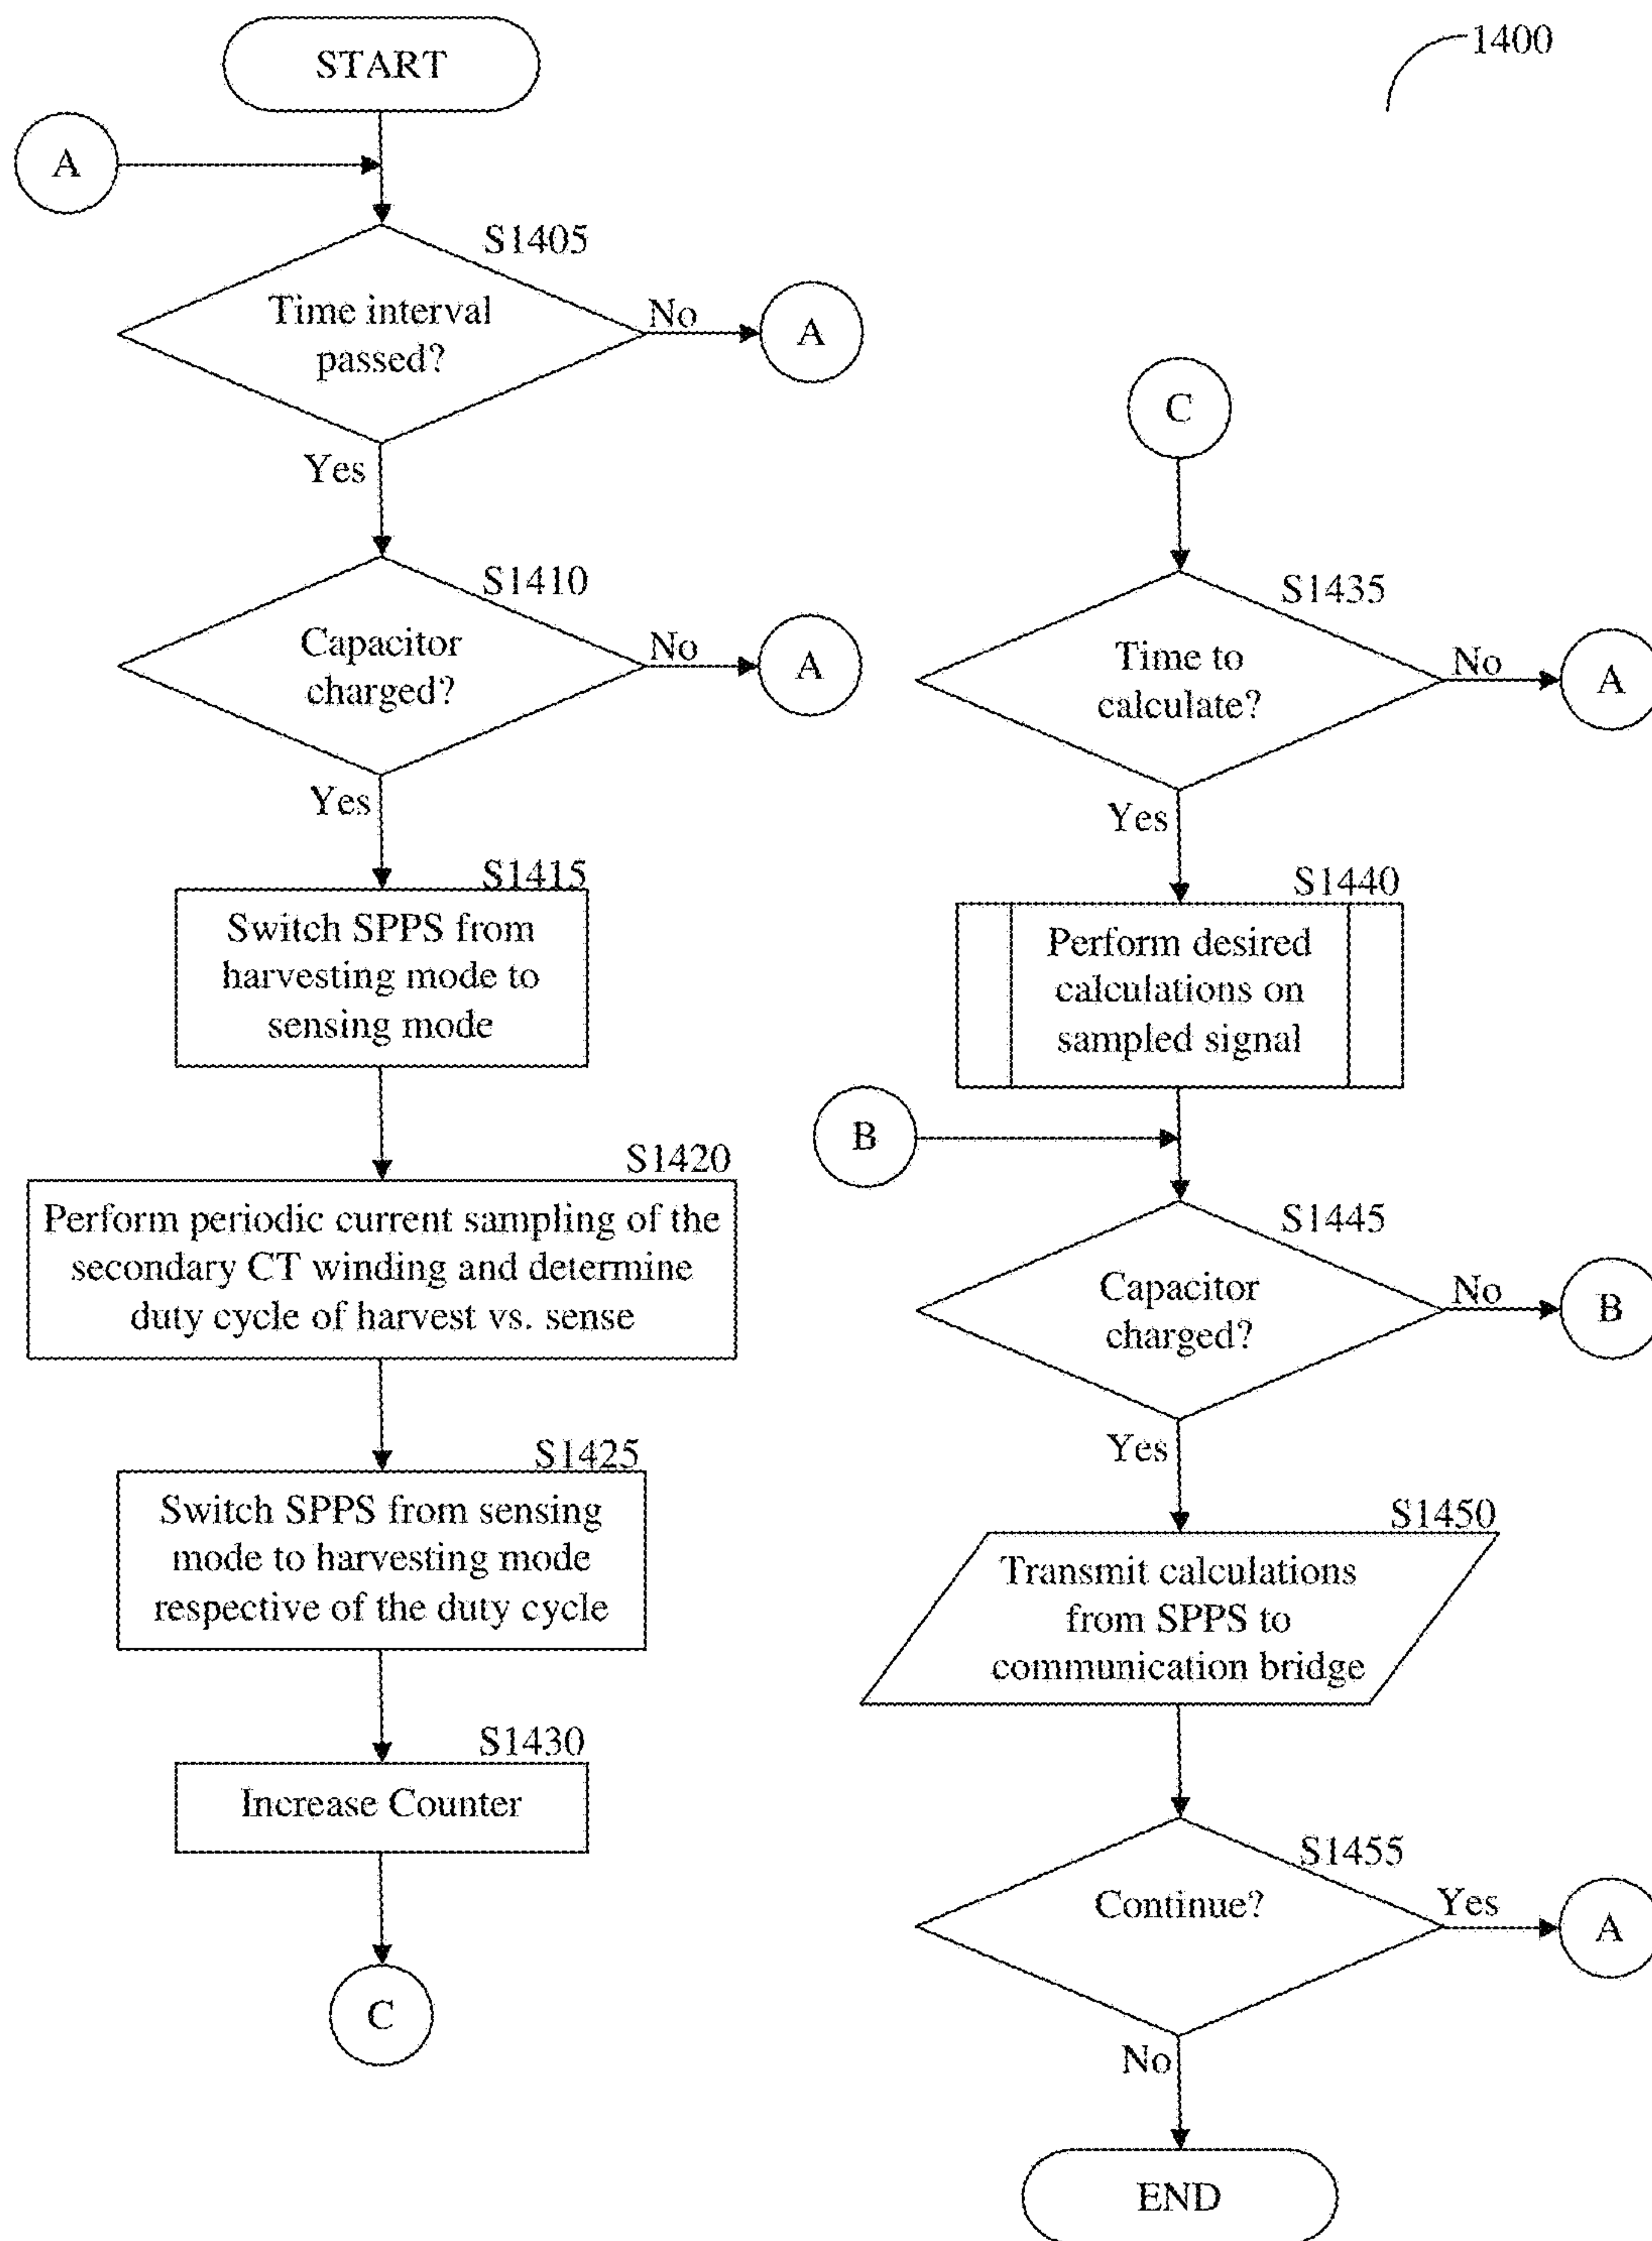 1400
START
A
S1405
Time interval
passed?
No
A
Yes
S1410
Capacitor
charged?
No
A
Yes
S1415
Switch SPPS from
harvesting mode to
sensing mode
S1420
Perform periodic current sampling of the
secondary CT winding and determine
duty cycle of harvest vs. sense
S1425
Switch SPPS from sensing
mode to harvesting mode
respective of the duty cycle
S1430
Increase Counter
C
C
S1435
Time to
calculate?
No
A
Yes
S1440
Perform desired
calculations on
sampled signal
B
S1445
Capacitor
charged?
No
B
Yes
S1450
Transmit calculations
from SPPS to
communication bridge
S1455
Continue?
Yes
A
No
END